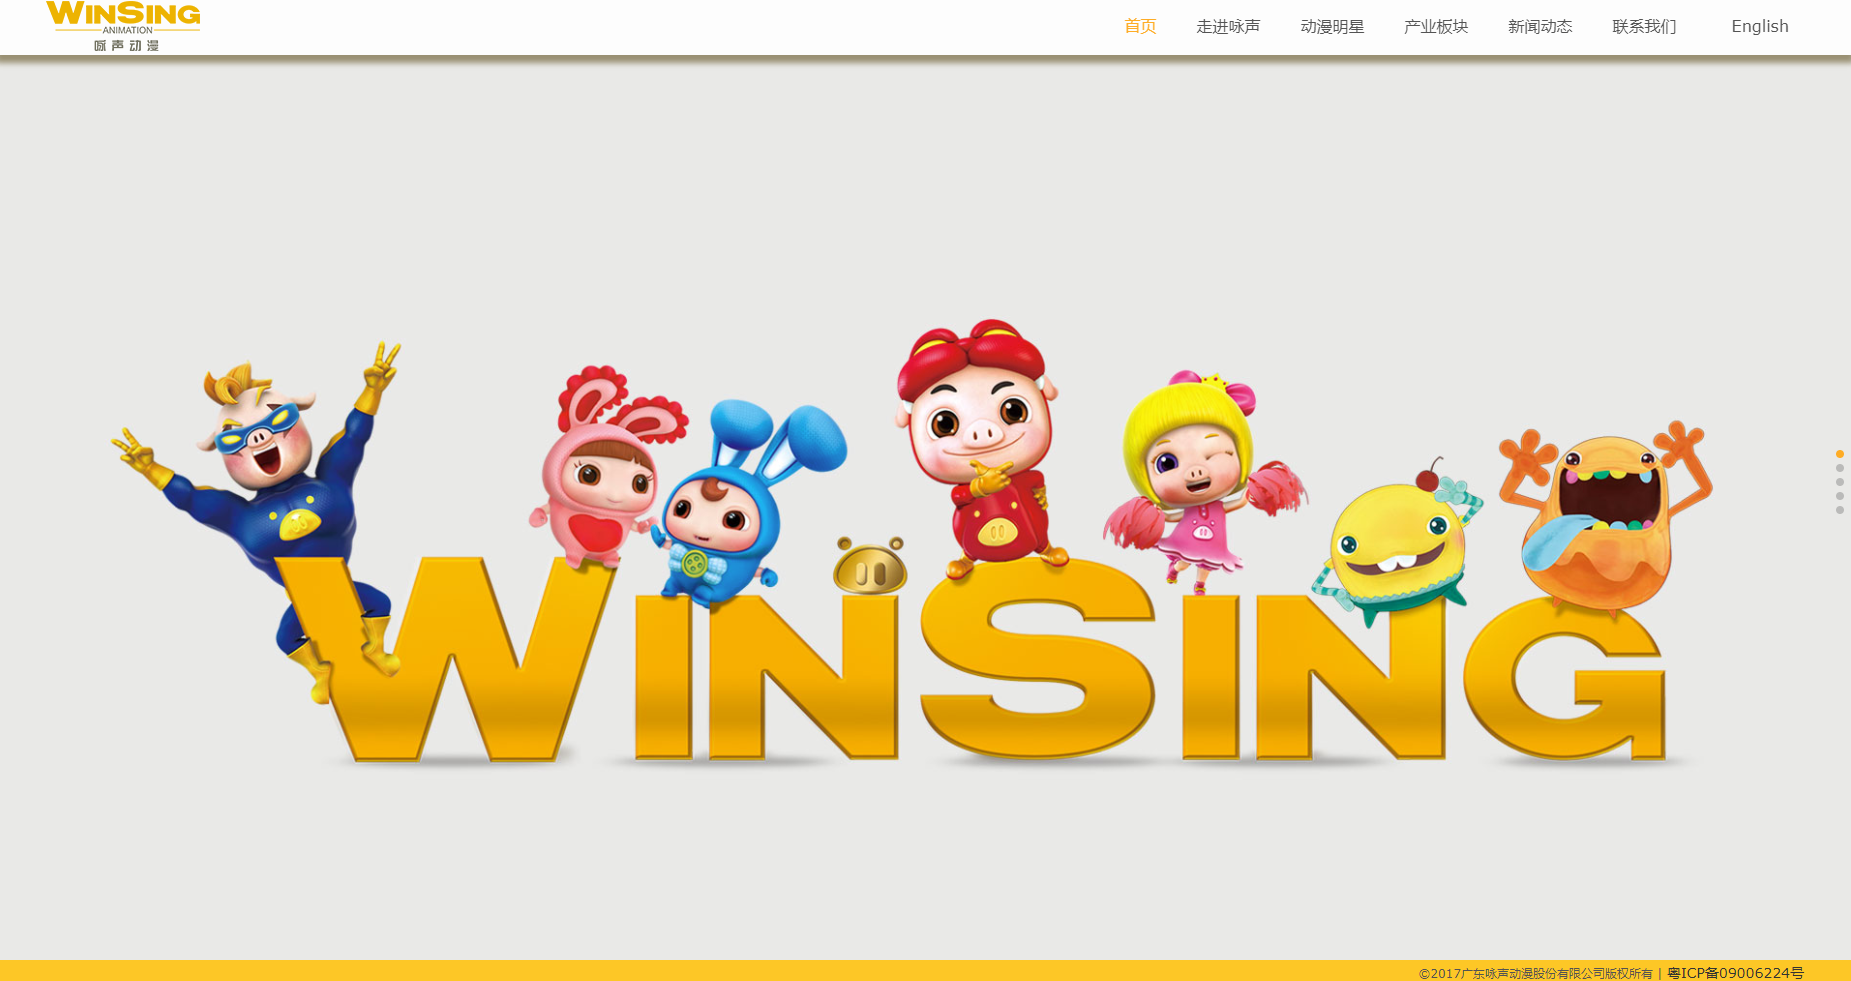 WINSING
ANIMATION
咏声动漫
首页 走进咏声 动漫明星 产业板块 新闻动态 联系我们 English
WINSING
©2017广东咏声动漫股份有限公司版权所有 | 粤ICP备09006224号